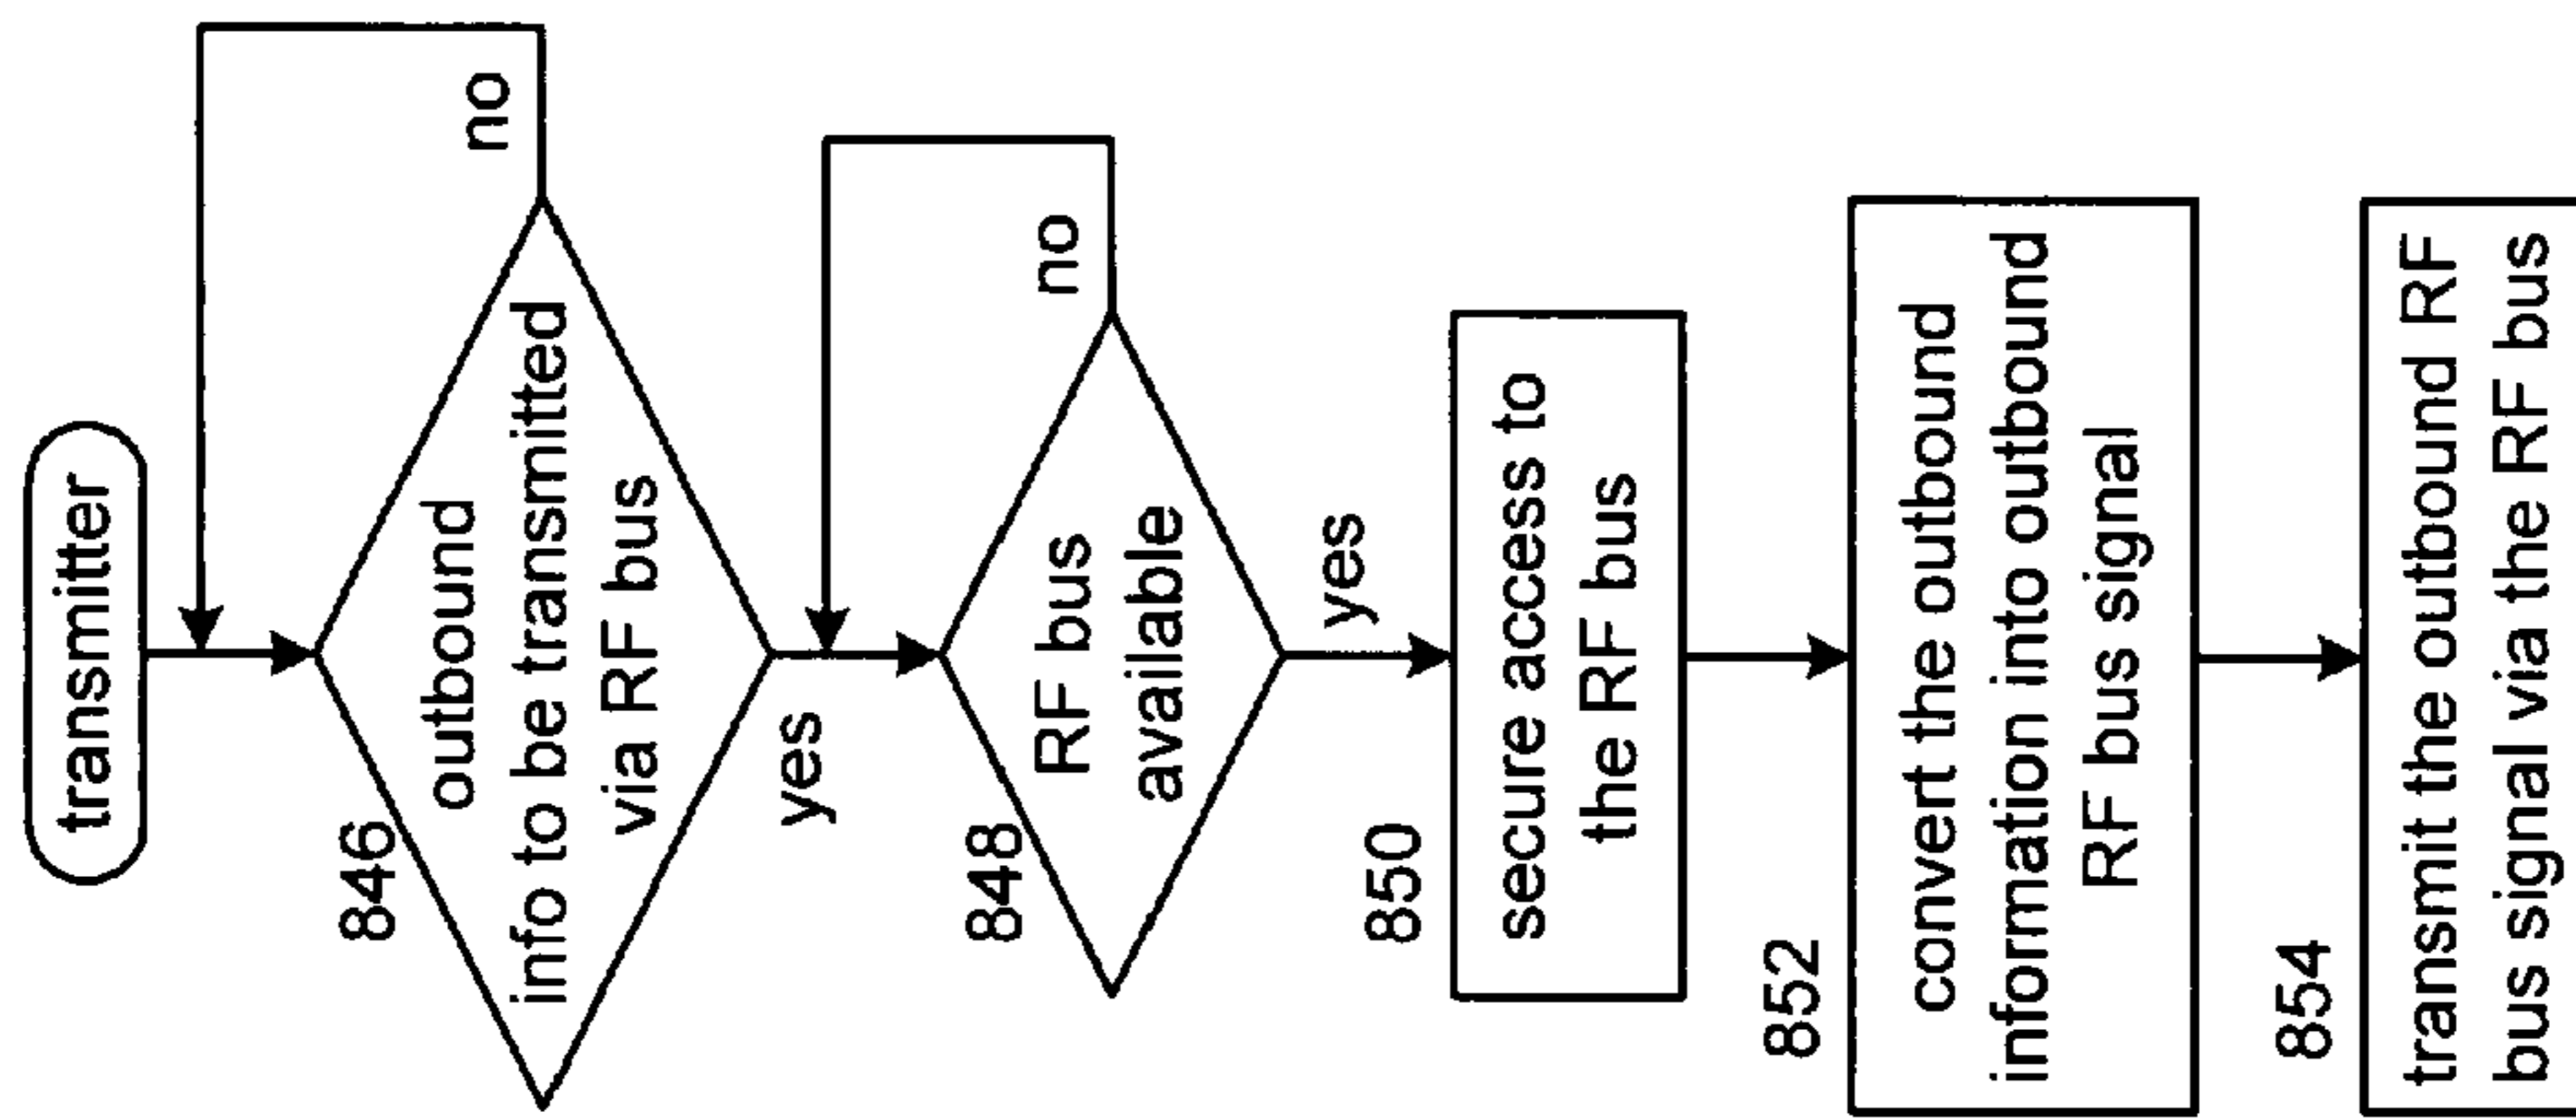 transmitter
846
outbound
info to be transmitted
via RF bus
no
yes
848
RF bus
available
no
yes
850
secure access to
the RF bus
852
convert the outbound
information into outbound
RF bus signal
854
transmit the outbound RF
bus signal via the RF bus